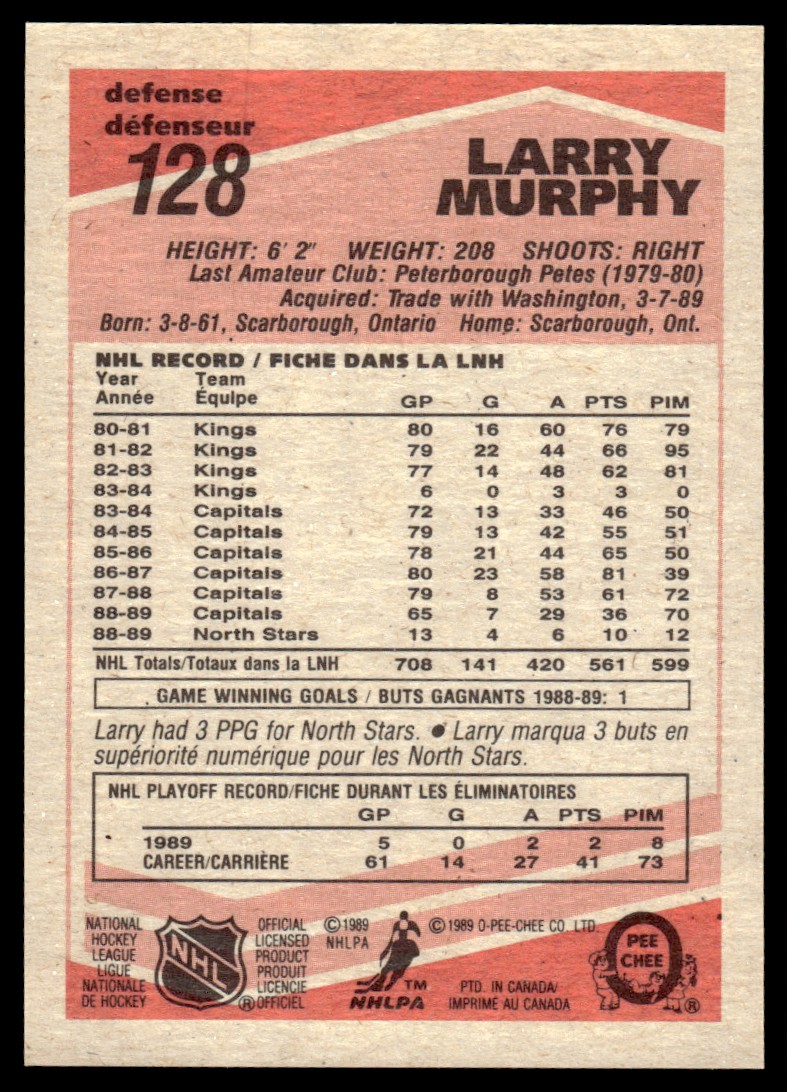 defense
défenseur
128
LARRY
MURPHY
HEIGHT: 6' 2" WEIGHT: 208 SHOOTS: RIGHT
Last Amateur Club: Peterborough Petes (1979-80)
Acquired: Trade with Washington, 3-7-89
Born: 3-8-61, Scarborough, Ontario Home: Scarborough, Ont.
NHL RECORD / FICHE DANS LA LNH
Year Team
Année Équipe GP G A PTS PIM
80-81 Kings 80 16 60 76 79
81-82 Kings 79 22 44 66 95
82-83 Kings 77 14 48 62 81
83-84 Kings 6 0 3 3 0
83-84 Capitals 72 13 33 46 50
84-85 Capitals 79 13 42 55 51
85-86 Capitals 78 21 44 65 50
86-87 Capitals 80 23 58 81 39
87-88 Capitals 79 8 53 61 72
88-89 Capitals 65 7 29 36 70
88-89 North Stars 13 4 6 10 12
NHL Totals/Totaux dans la LNH 708 141 420 561 599
GAME WINNING GOALS / BUTS GAGNANTS 1988-89: 1
Larry had 3 PPG for North Stars. ● Larry marqua 3 buts en
supériorité numérique pour les North Stars.
NHL PLAYOFF RECORD/FICHE DURANT LES ÉLIMINATOIRES
GP G A PTS PIM
1989 5 0 2 2 8
CAREER/CARRIÈRE 61 14 27 41 73
NATIONAL
HOCKEY
LEAGUE
LIGUE
NATIONALE
DE HOCKEY
NHL
®
OFFICIAL
LICENSED
PRODUCT
PRODUIT
LICENCIE
OFFICIEL
©1989
NHLPA
TM
NHLPA
©1989 O-PEE-CHEE CO. LTD.
PTD. IN CANADA/
IMPRIMÉ AU CANADA
O
PEE
CHEE
®